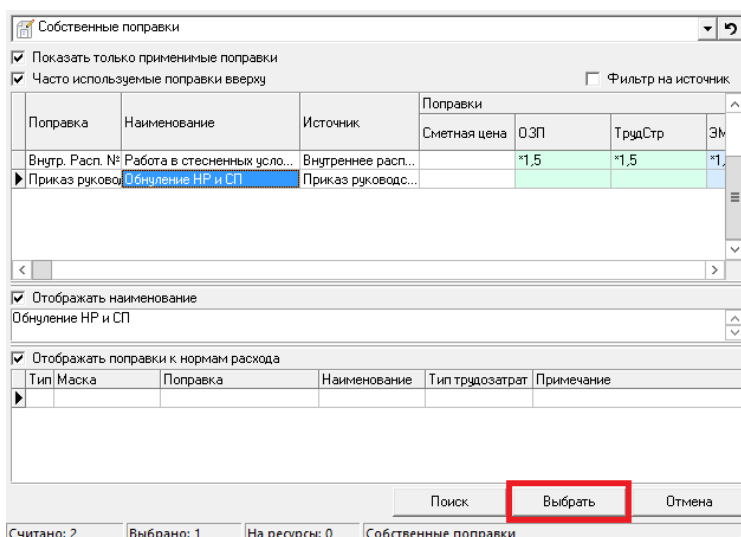 Собственные поправки
Показать только применимые поправки
Часто используемые поправки вверху
Фильтр на источник
Поправки
Поправка Наименование Источник
Сметная цена ОЗП ТрудСтр ЭМ
Внутр. Расп. № Работа в стесненных усло... Внутреннее расп... *1,5 *1,5 *1,
Приказ руковод Обнуление НР и СП Приказ руководс...
Отображать наименование
Обнуление НР и СП
Отображать поправки к нормам расхода
Тип Маска Поправка Наименование Тип трудозатрат Примечание
Поиск Выбрать Отмена
Считано: 2 Выбрано: 1 На ресурсы: 0 Собственные поправки